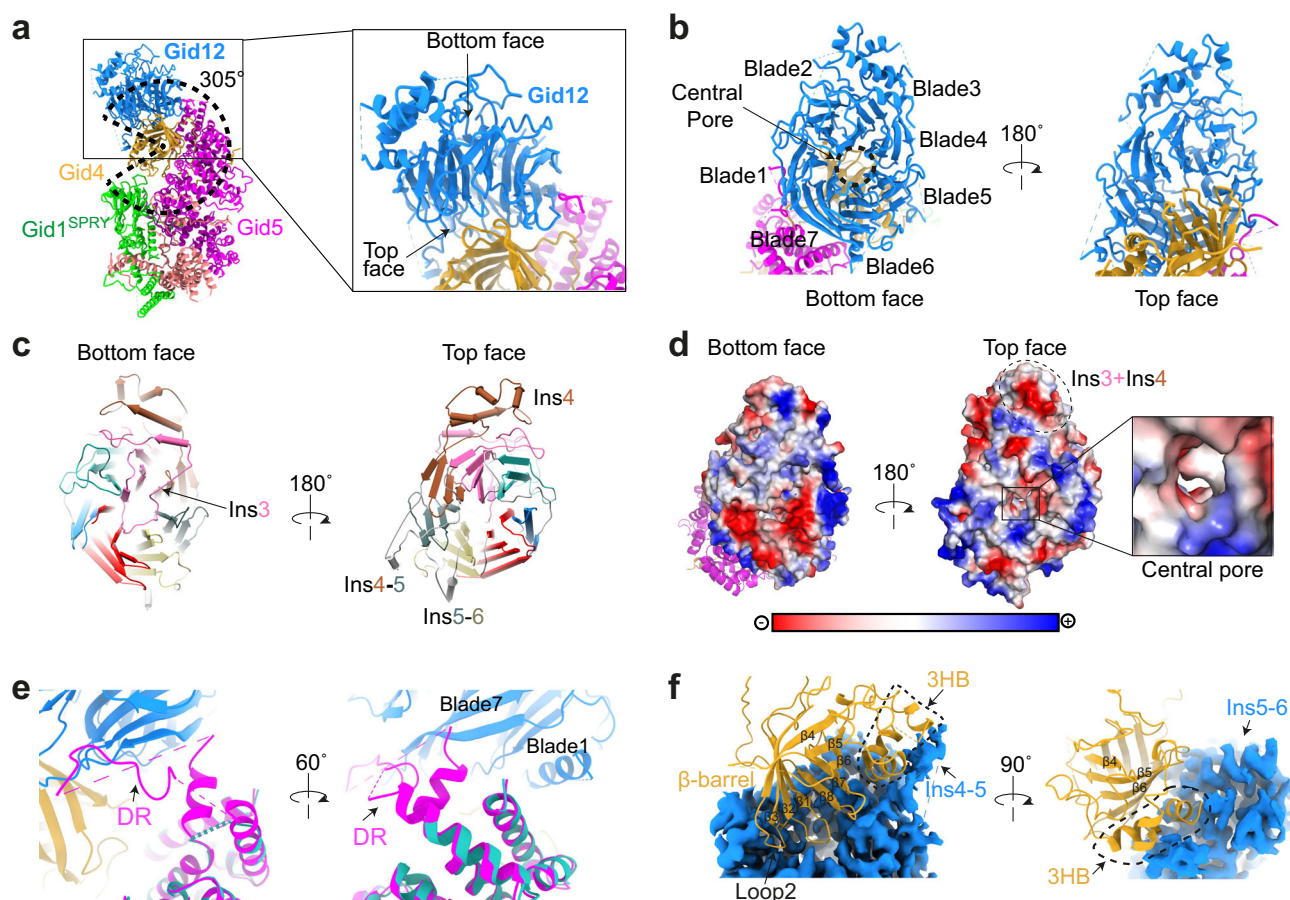 a
Gid12
305°
Gid4
Gid1SPRY
Gid5
Bottom face
Gid12
Top
face
b
Blade2
Blade3
Central
Pore
Blade4
Blade1
Blade5
Blade7
Blade6
Bottom face
180°
Top face
c
Bottom face
Top face
Ins4
180°
Ins3
Ins4-5
Ins5-6
d
Bottom face
Top face
Ins3+Ins4
180°
Central pore
-
+
e
DR
60°
Blade7
Blade1
DR
f
3HB
β4
β5
β6
β-barrel
β7
β3
β2
β1
β8
Ins4-5
Loop2
90°
Ins5-6
β4
β5
β6
3HB